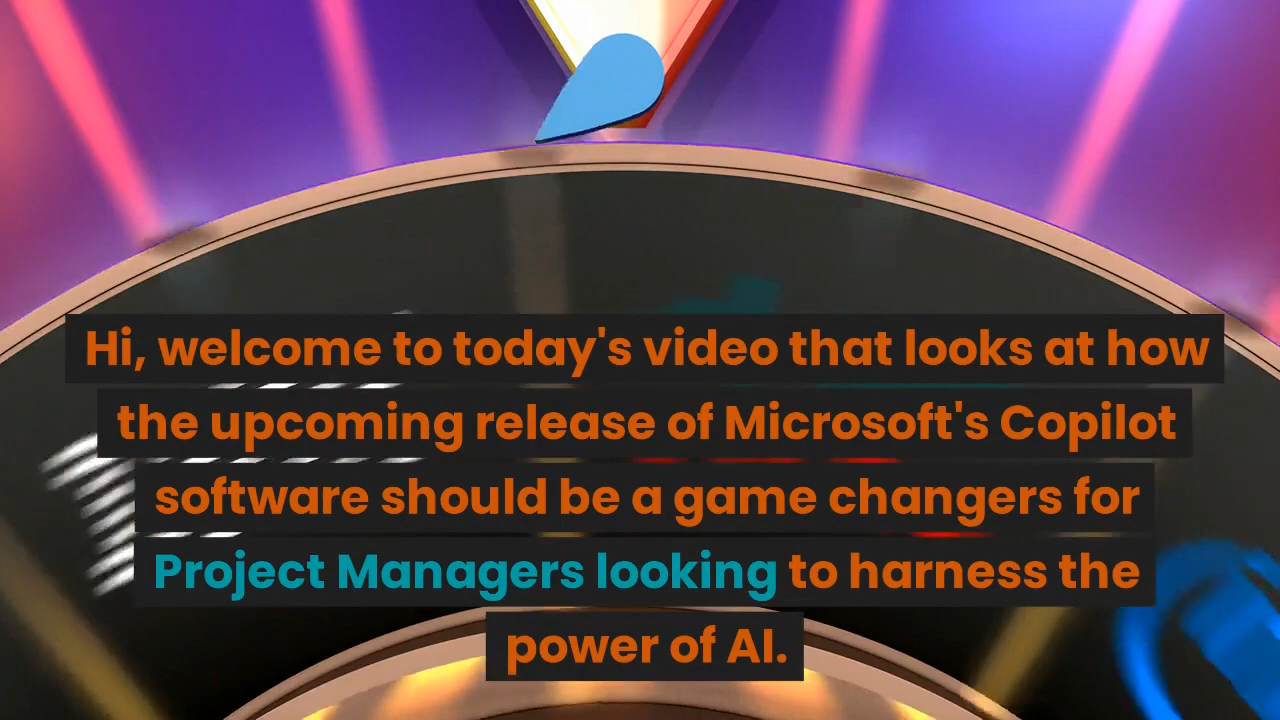 Hi, welcome to today's video that looks at how
the upcoming release of Microsoft's Copilot
software should be a game changers for
Project Managers looking to harness the
power of AI.